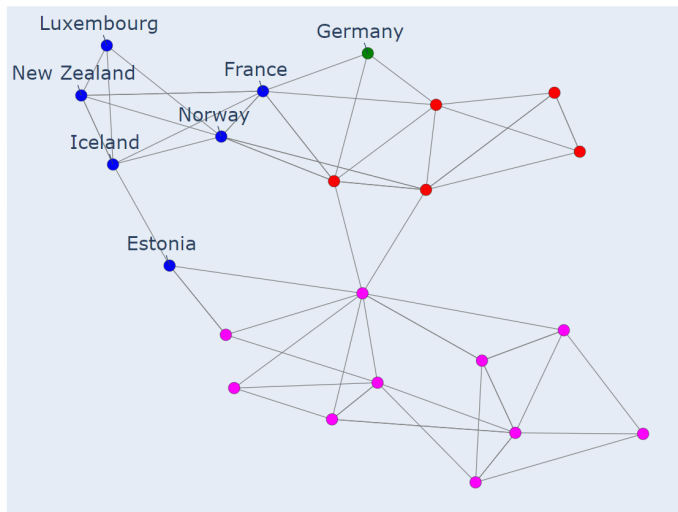 Luxembourg
Germany
New Zealand
France
Norway
Iceland
Estonia